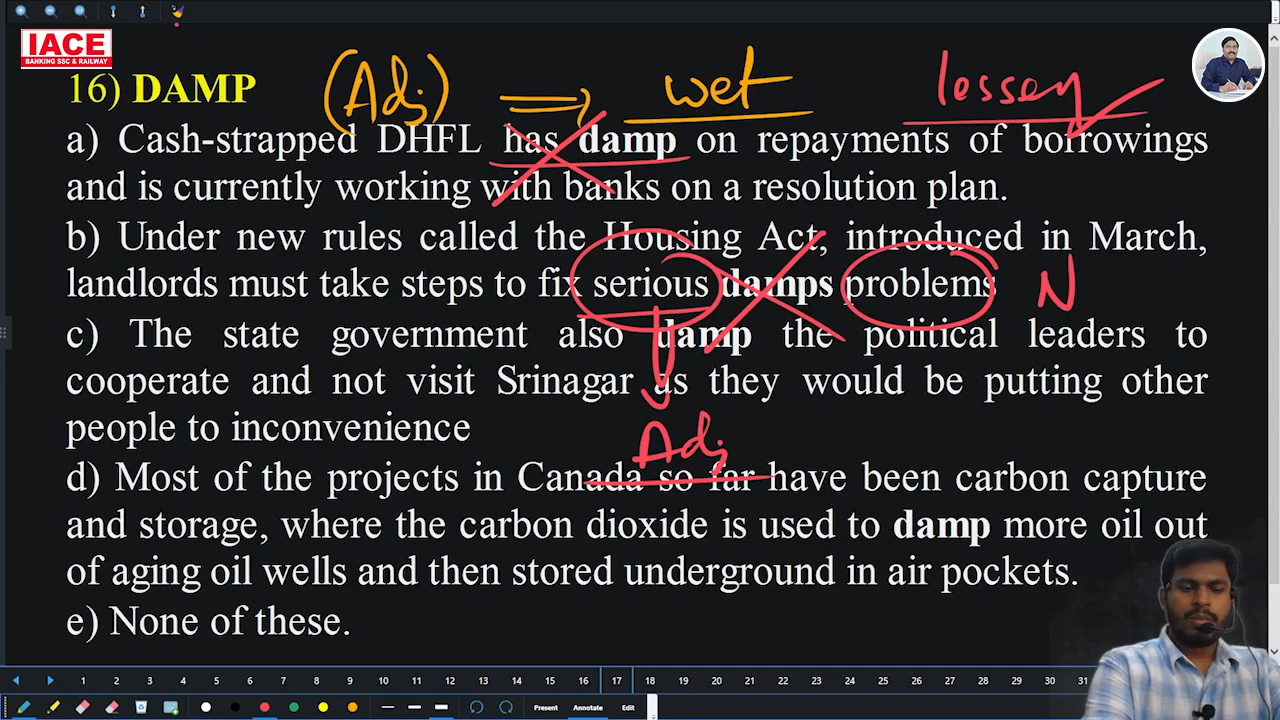 IACE
BANKING SSC & RAILWAY
16) DAMP (Adj) ⇒ wet lessen
a) Cash-strapped DHFL has damp on repayments of borrowings
and is currently working with banks on a resolution plan.
b) Under new rules called the Housing Act, introduced in March,
landlords must take steps to fix serious damps problems N
c) The state government also damp the political leaders to
cooperate and not visit Srinagar as they would be putting other
people to inconvenience
Adj
d) Most of the projects in Canada so far have been carbon capture
and storage, where the carbon dioxide is used to damp more oil out
of aging oil wells and then stored underground in air pockets.
e) None of these.
1 2 3 4 5 6 7 8 9 10 11 12 13 14 15 16 17 18 19 20 21 22 23 24 25 26 27 28 29 30 31
Present Annotate Edit